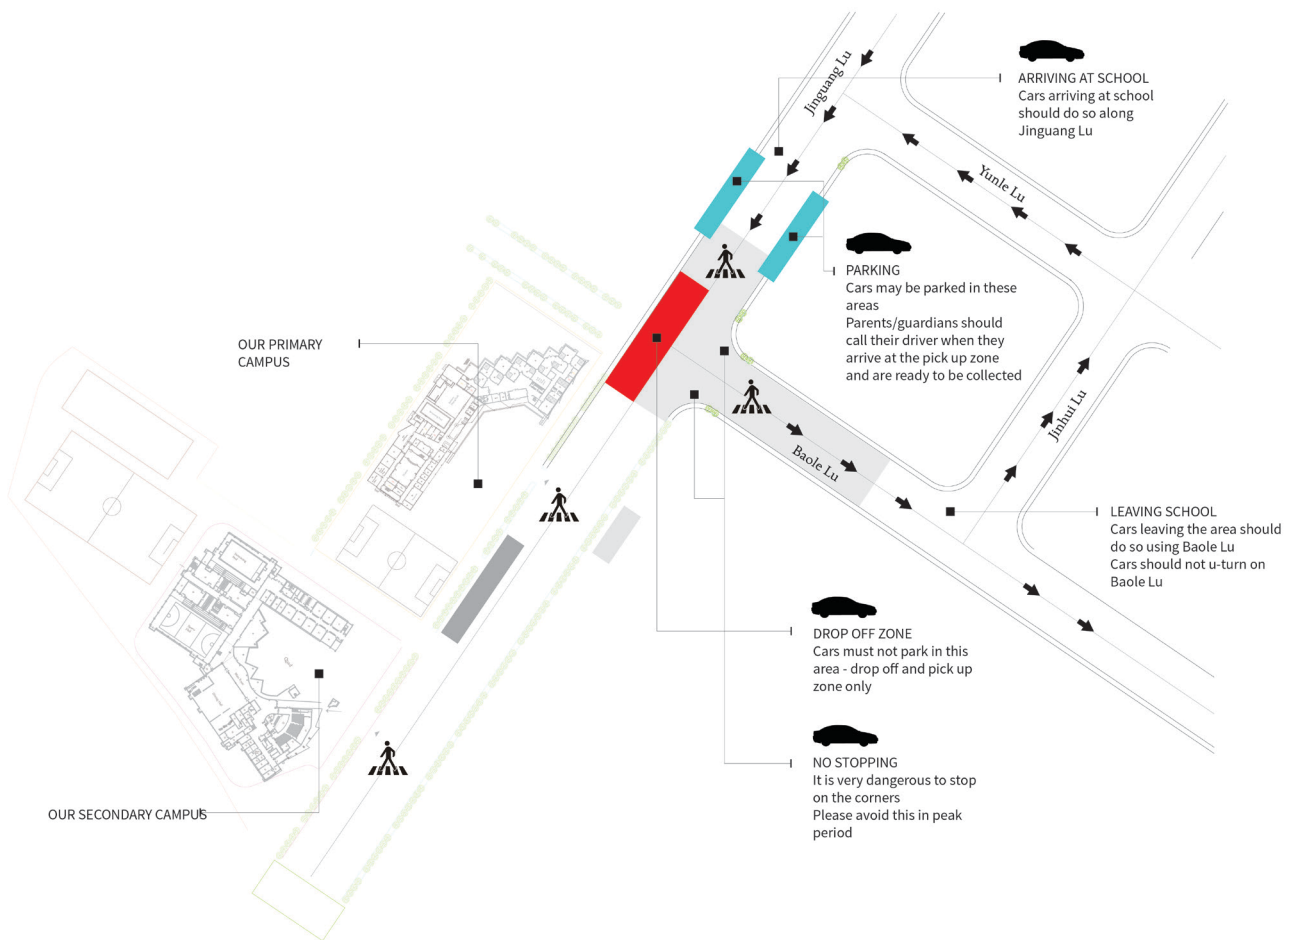 Jinguang Lu
ARRIVING AT SCHOOL
Cars arriving at school
should do so along
Jinguang Lu
Yunle Lu
PARKING
Cars may be parked in these
areas
Parents/guardians should
call their driver when they
arrive at the pick up zone
and are ready to be collected
OUR PRIMARY
CAMPUS
Jinhui Lu
Baole Lu
LEAVING SCHOOL
Cars leaving the area should
do so using Baole Lu
Cars should not u-turn on
Baole Lu
DROP OFF ZONE
Cars must not park in this
area - drop off and pick up
zone only
NO STOPPING
It is very dangerous to stop
on the corners
Please avoid this in peak
period
OUR SECONDARY CAMPUS